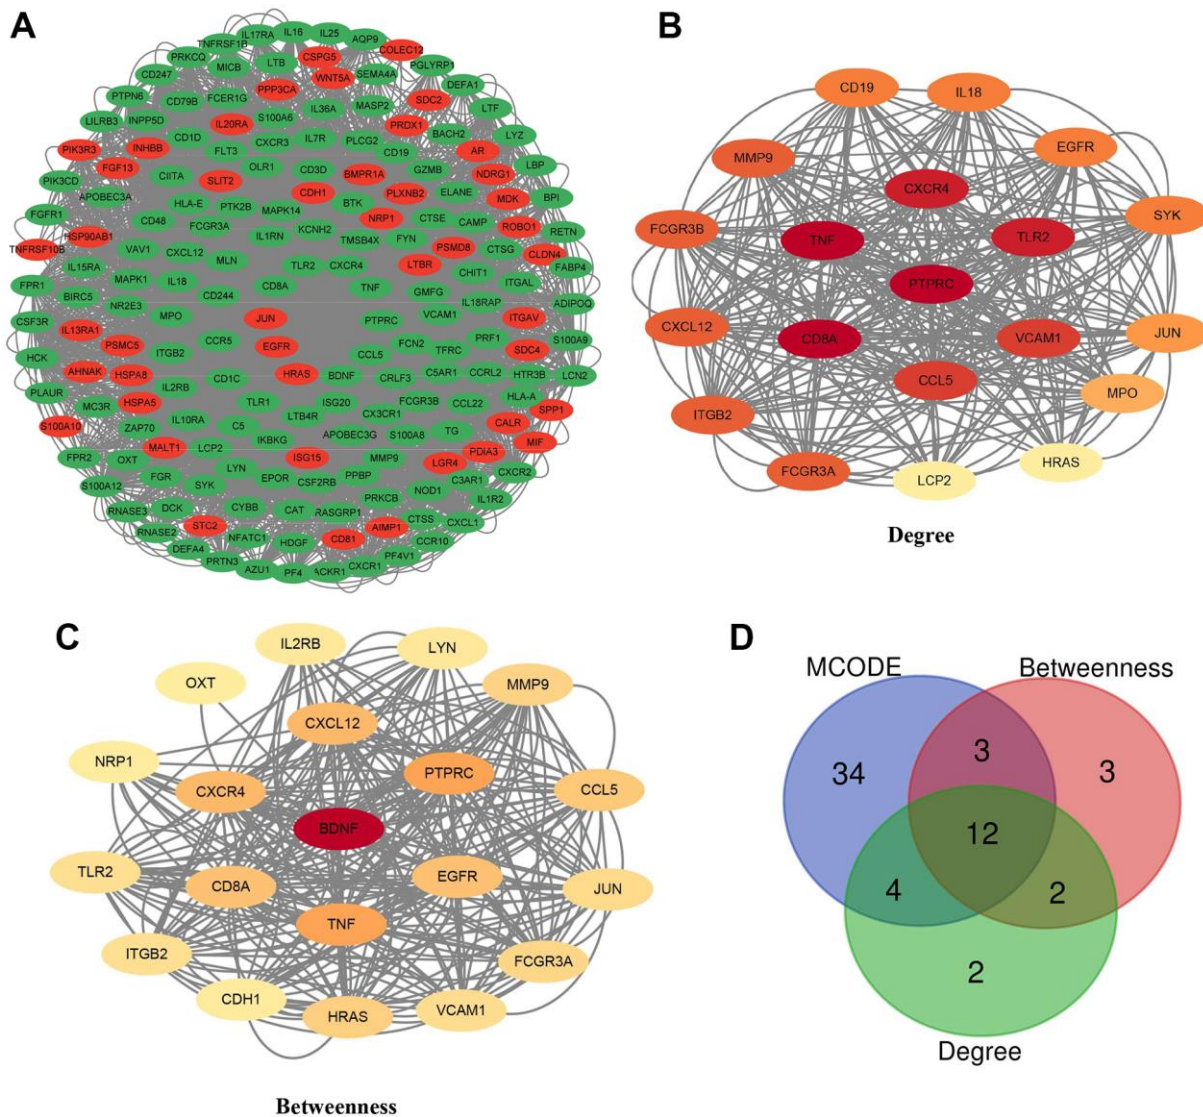 A
IL17RA IL16 IL25
TNFRSF1B AQP9 COLEC12
PRKCQ MICB LTB CSPG5 WNT5A SEMA4A PGLYRP1
CD247 PPP3CA DEFA1
PTPN6 CD79B FCER1G IL36A MASP2 SDC2 LTF
LILRB3 INPP5D IL20RA S100A6 PRDX1 LYZ
PIK3R3 INHBB CD1D CXCR3 IL7R PLCG2 BACH2
FGF13 FLT3 CD19 AR LBP
PIK3CD CIITA SLIT2 OLR1 CD3D BMPR1A GZMB NDRG1
APOBEC3A CDH1 PLXNB2 ELANE MDK BPI
FGFR1 HLA-E PTK2B MAPK14 BTK CTSE CAMP
HSP90AB1 CD48 FCGR3A NRP1 ROBO1 RETN
TNFRSF10B VAV1 CXCL12 IL1RN KCNH2 TMSB4X FYN PSMD8 CTSG CLDN4
IL15RA MLN TLR2 CXCR4 LTBR CHIT1 FABP4
FPR1 MAPK1 IL18 CD8A TNF GMFG ITGAL
BIRC5 NR2E3 CD244 IL18RAP ADIPOQ
CSF3R MPO JUN PTPRC VCAM1 ITGAV
IL13RA1 PSMC5 CCR5 FCN2 PRF1 S100A9
HCK ITGB2 EGFR CCL5 TFRC SDC4
AHNAK HSPA8 CD1C HRAS BDNF CRLF3 C5AR1 CCRL2 HTR3B LCN2
PLAUR HSPA5 IL2RB HLA-A
MC3R IL10RA TLR1 LTB4R ISG20 CX3CR1 FCGR3B CCL22 SPP1
S100A10 ZAP70 C5 CALR
MALT1 LCP2 IKBKG APOBEC3G S100A8 TG MIF
FPR2 OXT LYN ISG15 MMP9 LGR4 PDIA3 CXCR2
S100A12 FGR SYK EPOR CSF2RB PPBP NOD1 C3AR1
RNASE3 DCK CYBB CAT RASGRP1 PRKCB CTSS IL1R2
RNASE2 STC2 AIMP1 CXCL1
DEFA4 NFATC1 HDGF CD81 CCR10
PRTN3 AZU1 PF4 ACKR1 CXCR1 PF4V1
B
CD19 IL18
MMP9 EGFR
CXCR4
FCGR3B SYK
TNF TLR2
PTPRC
CXCL12 CD8A VCAM1 JUN
CCL5 MPO
ITGB2
FCGR3A LCP2 HRAS
Degree
C
IL2RB LYN
OXT MMP9
CXCL12
NRP1 PTPRC
CXCR4 CCL5
BDNF
TLR2 CD8A EGFR JUN
TNF
ITGB2 FCGR3A
CDH1 HRAS VCAM1
Betweenness
D
MCODE Betweenness
34 3 3
12
4 2
2
Degree